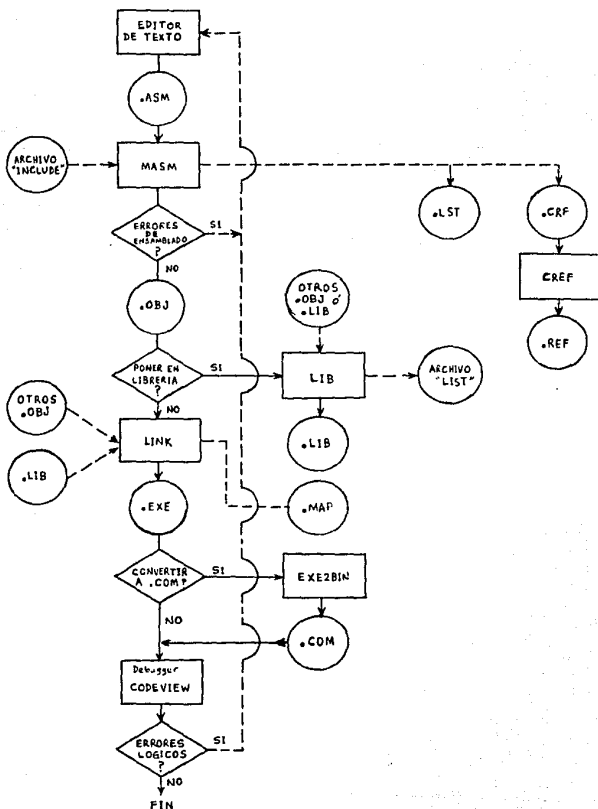 EDITOR
DE TEXTO
.ASM
ARCHIVO
"INCLUDE"
MASM
ERRORES
DE
ENSAMBLADO
?
SI
NO
.LST
.CRF
CREF
.REF
.OBJ
OTROS
.OBJ ó
.LIB
PONER EN
LIBRERIA
?
SI
NO
LIB
ARCHIVO
"LIST"
.LIB
OTROS
.OBJ
.LIB
LINK
.EXE
.MAP
CONVERTIR
A .COM?
SI
NO
EXE2BIN
.COM
Debuggur
CODEVIEW
ERRORES
LOGICOS
?
SI
NO
FIN